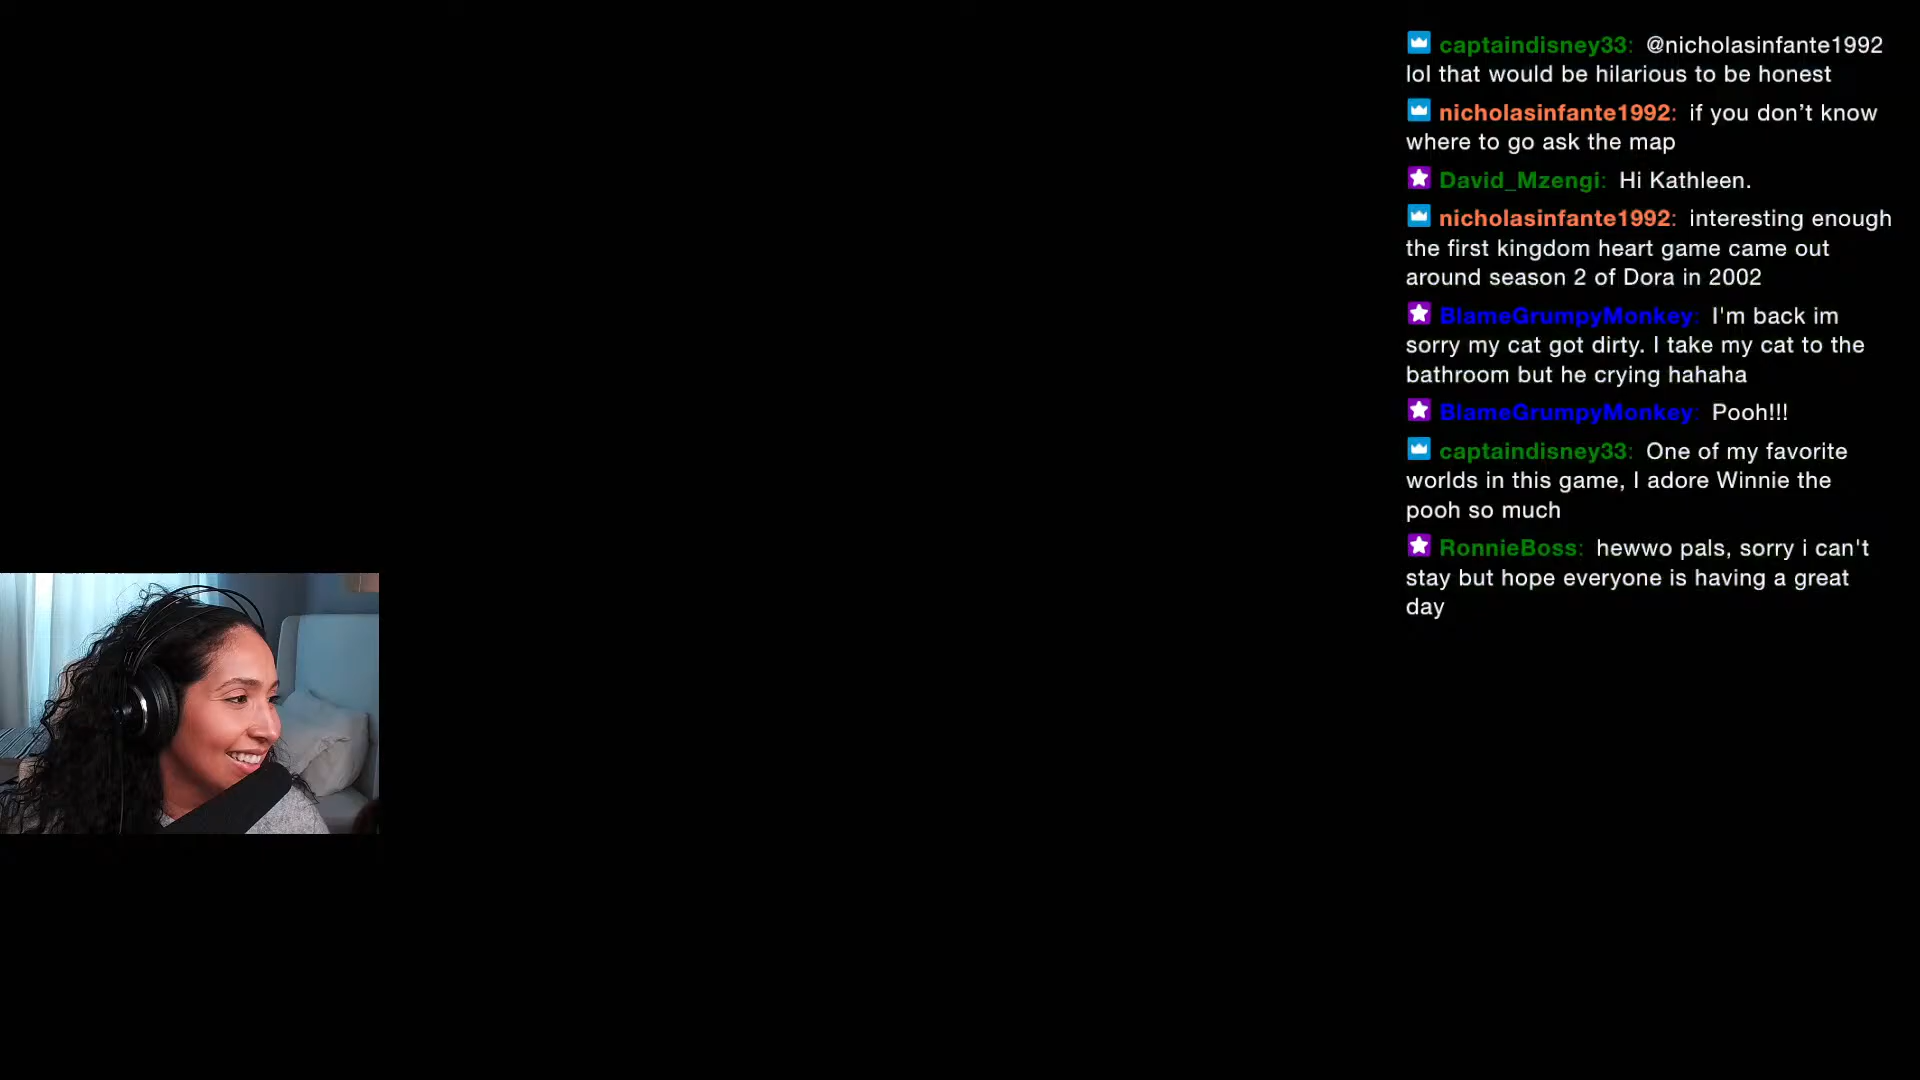 captaindisney33: @nicholasinfante1992
lol that would be hilarious to be honest
nicholasinfante1992: if you don’t know
where to go ask the map
David_Mzengi: Hi Kathleen.
nicholasinfante1992: interesting enough
the first kingdom heart game came out
around season 2 of Dora in 2002
BlameGrumpyMonkey: I'm back im
sorry my cat got dirty. I take my cat to the
bathroom but he crying hahaha
BlameGrumpyMonkey: Pooh!!!
captaindisney33: One of my favorite
worlds in this game, I adore Winnie the
pooh so much
RonnieBoss: hewwo pals, sorry i can't
stay but hope everyone is having a great
day